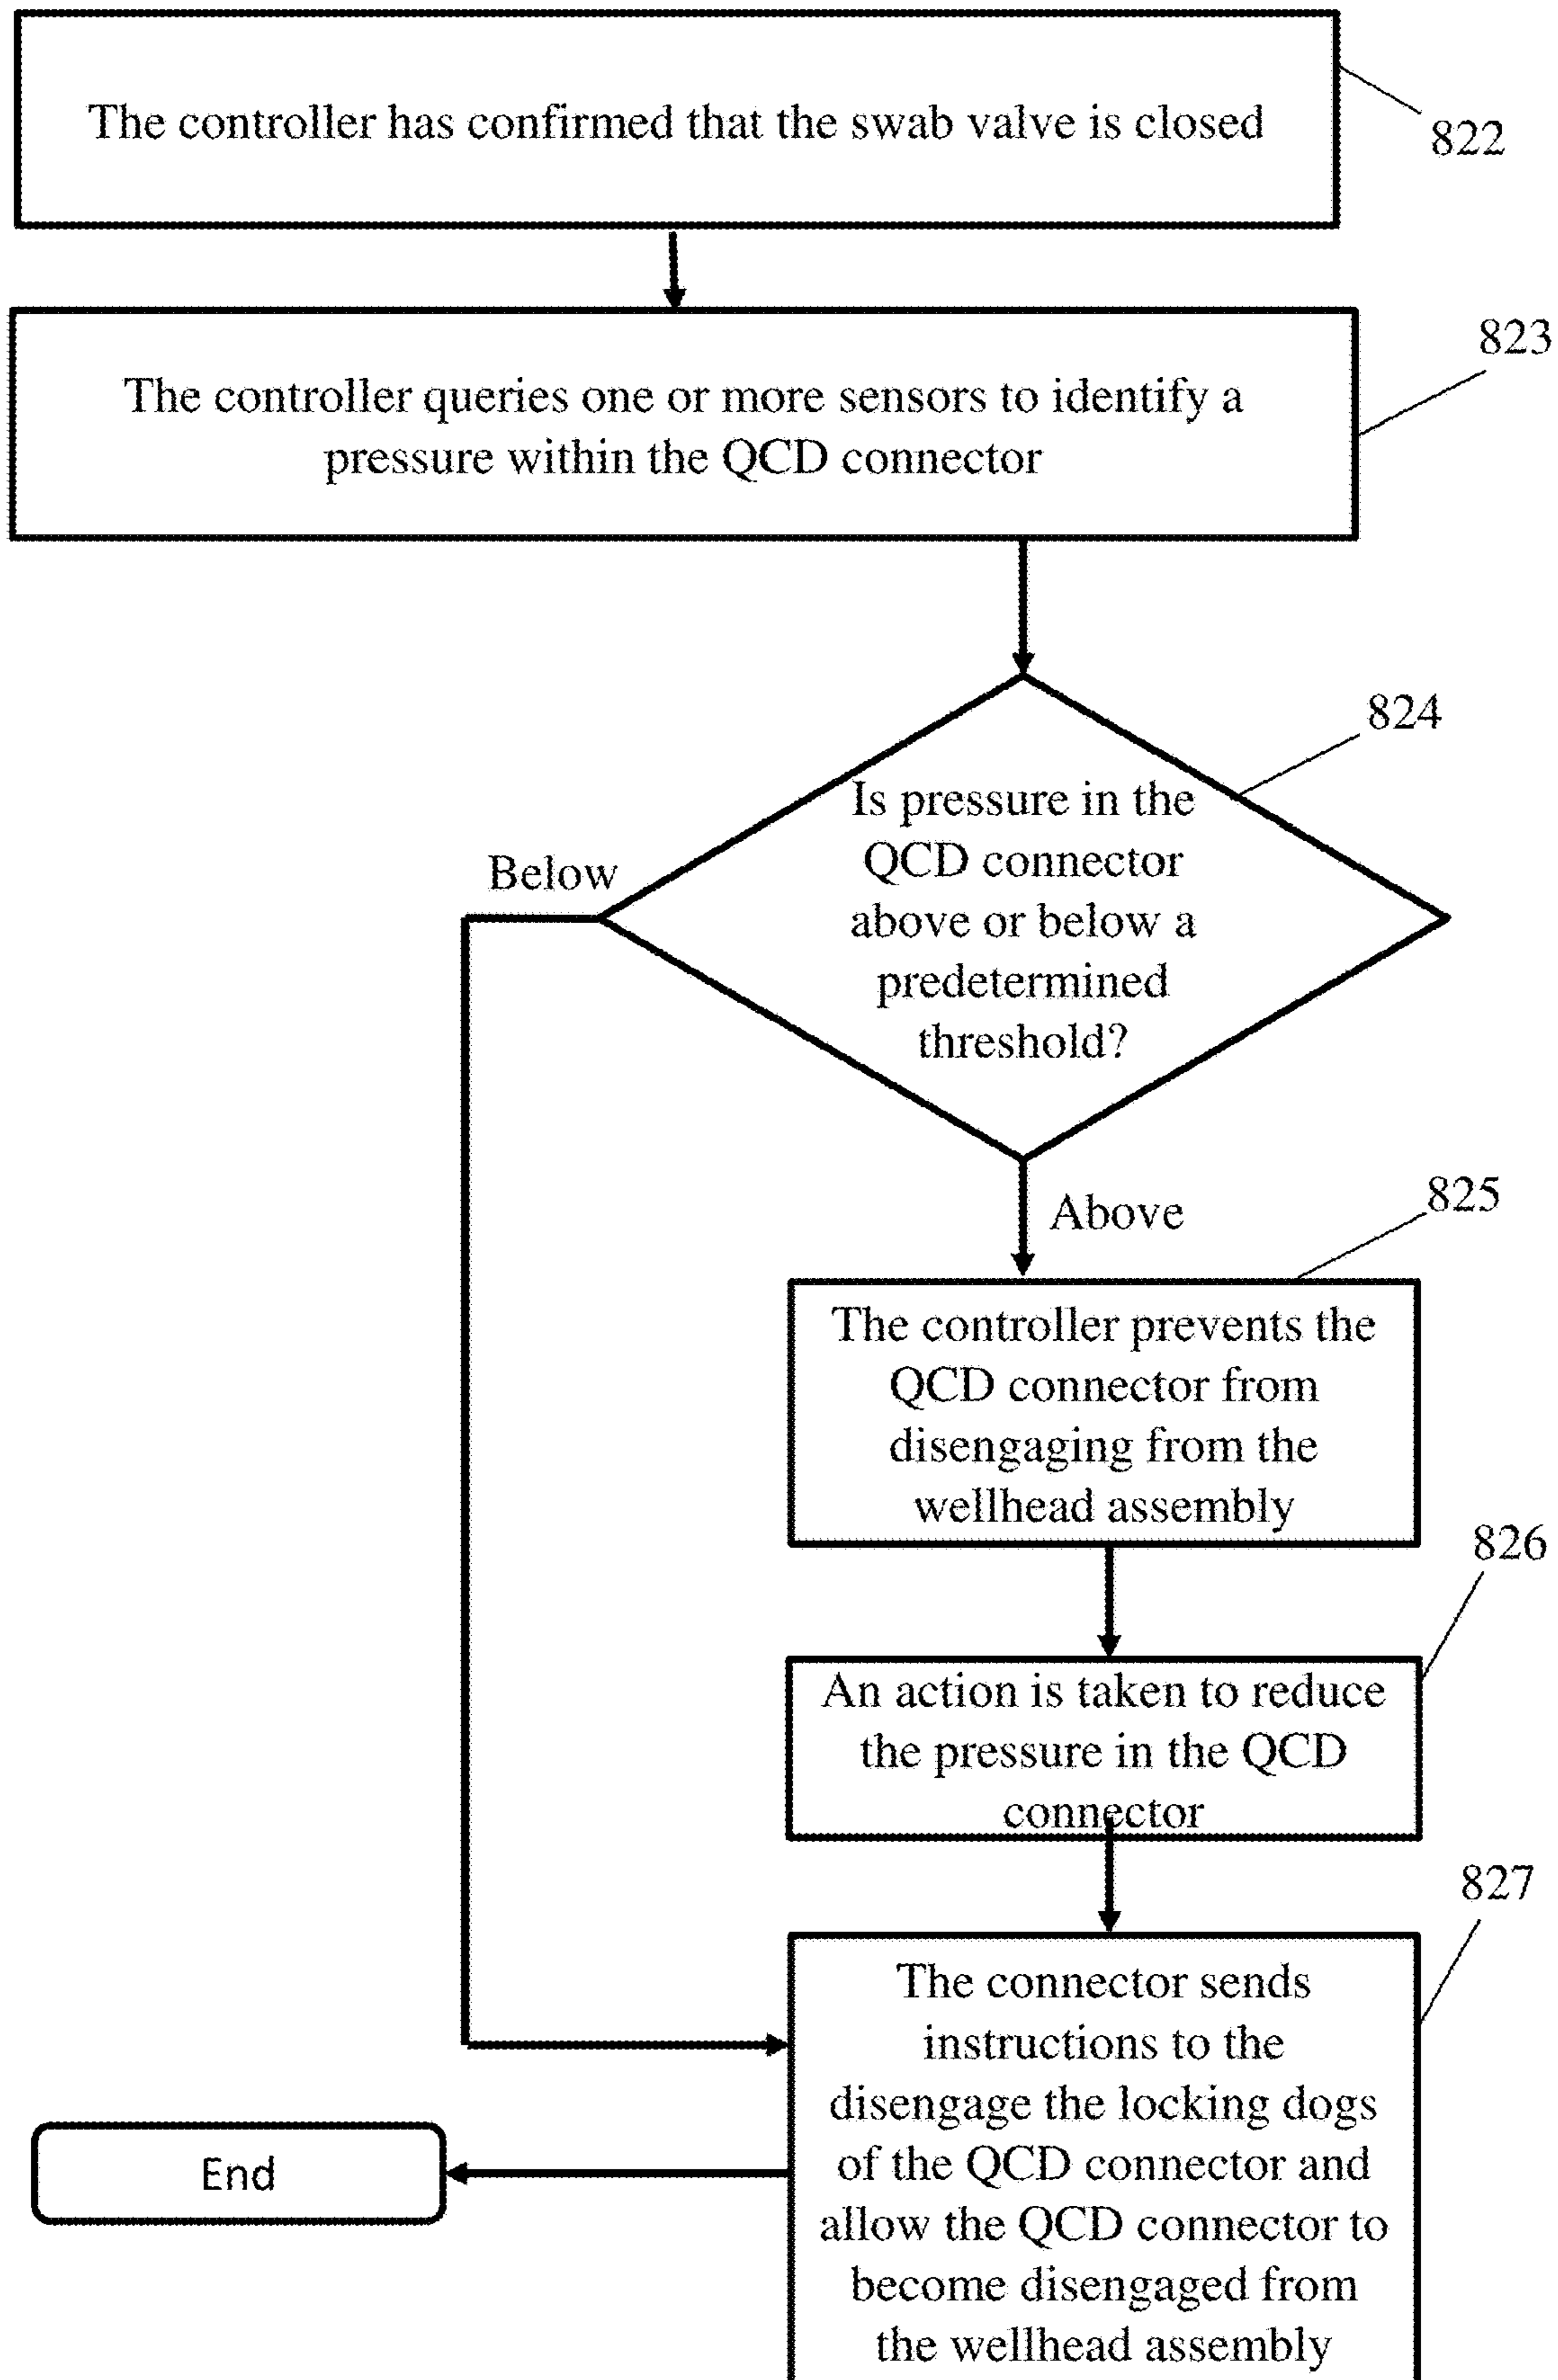 The controller has confirmed that the swab valve is closed
822
The controller queries one or more sensors to identify a
pressure within the QCD connector
823
824
Is pressure in the
QCD connector
above or below a
predetermined
threshold?
Below
Above
825
The controller prevents the
QCD connector from
disengaging from the
wellhead assembly
826
An action is taken to reduce
the pressure in the QCD
connector
827
The connector sends
instructions to the
disengage the locking dogs
of the QCD connector and
allow the QCD connector to
become disengaged from
the wellhead assembly
End